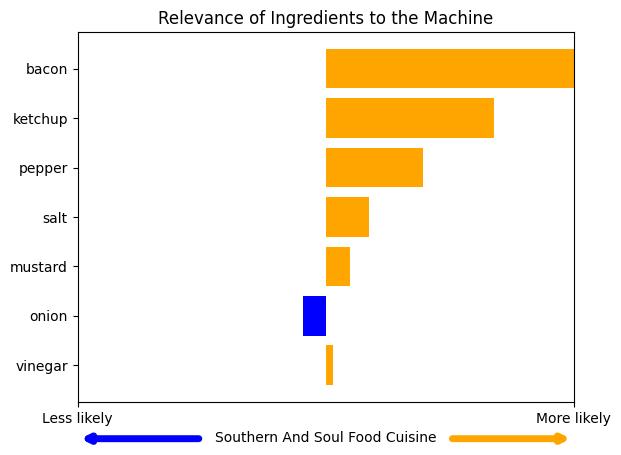 Relevance of Ingredients to the Machine
bacon
ketchup
pepper
salt
mustard
onion
vinegar
Less likely
More likely
Southern And Soul Food Cuisine